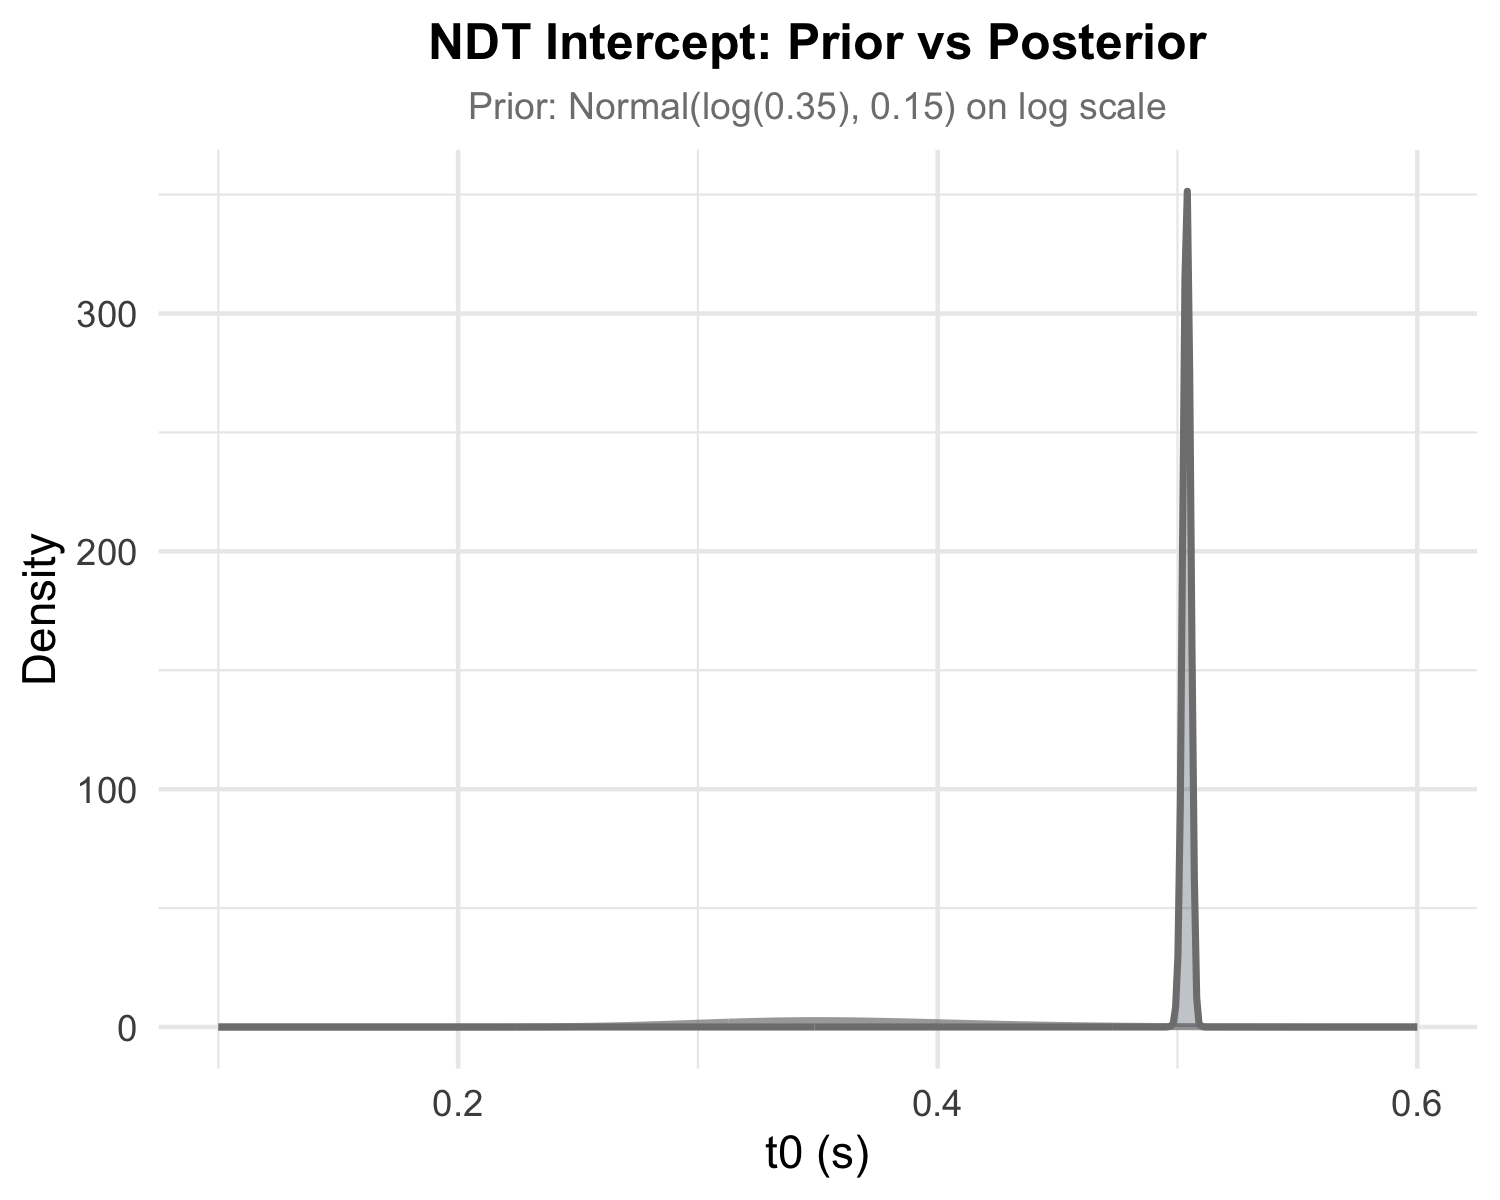 NDT Intercept: Prior vs Posterior
Prior: Normal(log(0.35), 0.15) on log scale
Density
300
200
100
0
0.2
0.4
0.6
t0 (s)